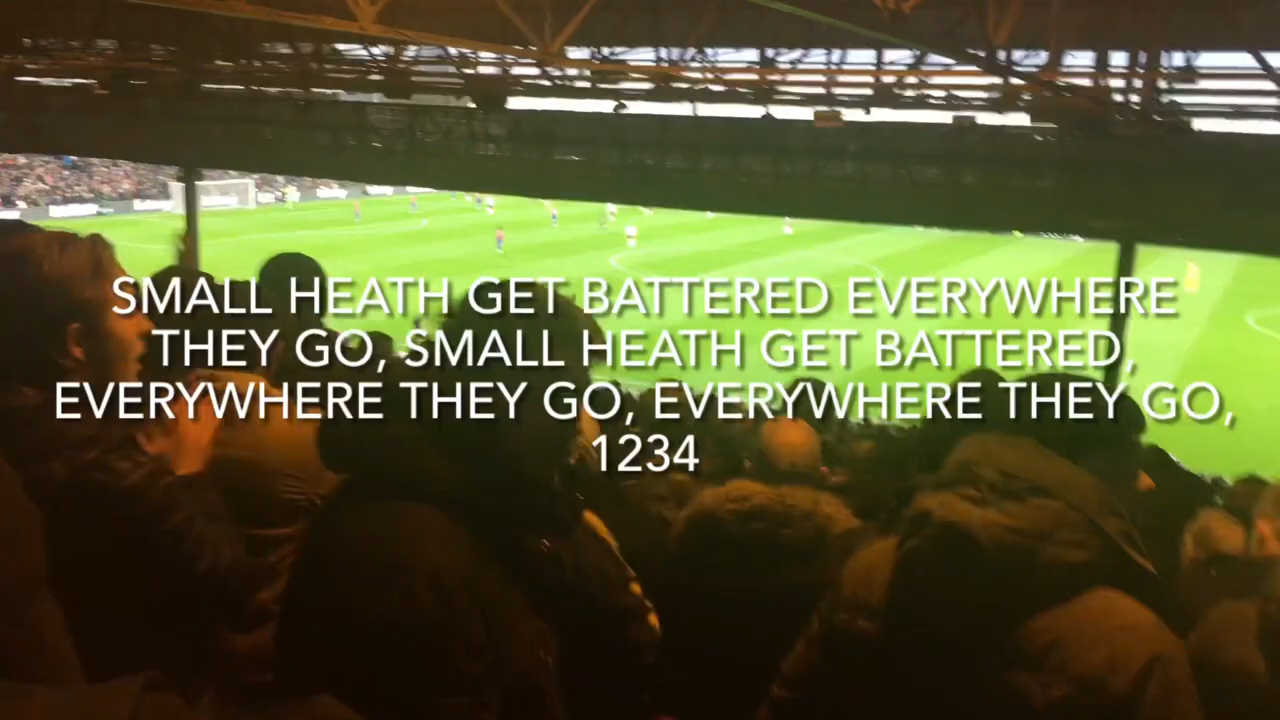 SMALL HEATH GET BATTERED EVERYWHERE
THEY GO, SMALL HEATH GET BATTERED,
EVERYWHERE THEY GO, EVERYWHERE THEY GO,
1234